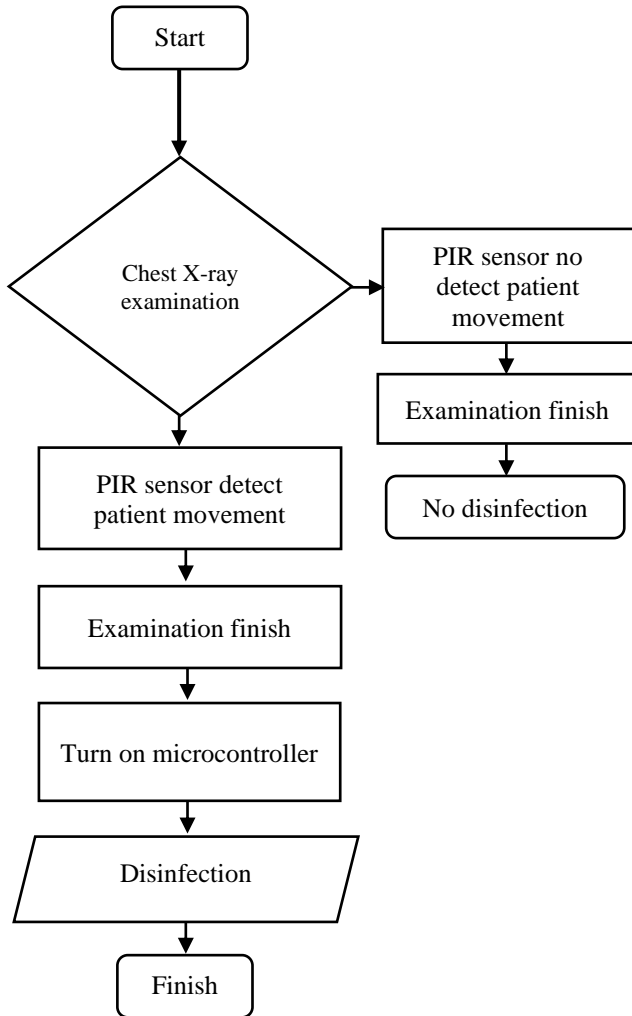 Start
Chest X-ray
examination
PIR sensor no
detect patient
movement
Examination finish
No disinfection
PIR sensor detect
patient movement
Examination finish
Turn on microcontroller
Disinfection
Finish